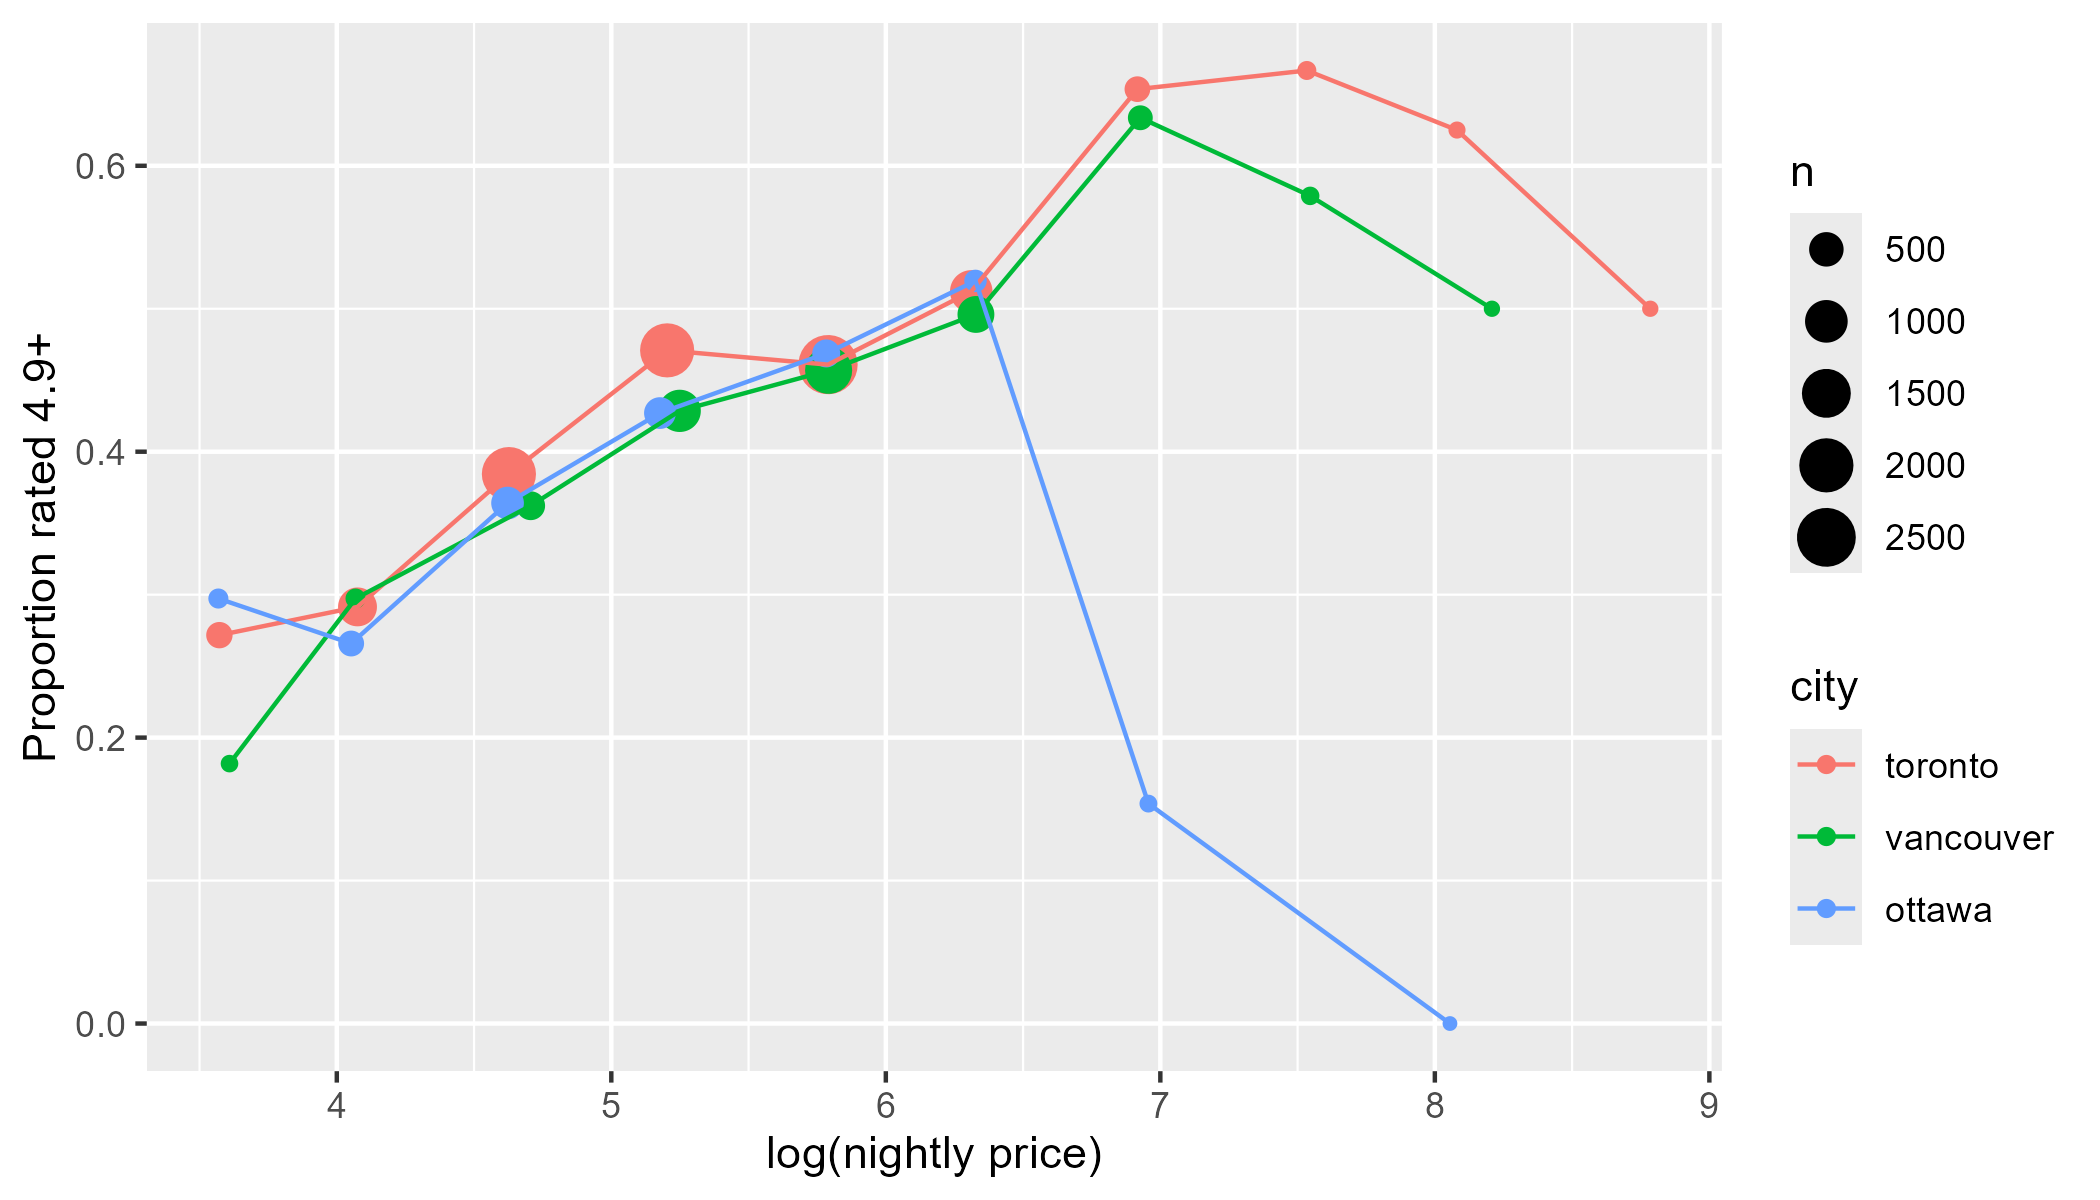 Proportion rated 4.9+
0.6
0.4
0.2
0.0
4 5 6 7 8 9
log(nightly price)
n
500
1000
1500
2000
2500
city
toronto
vancouver
ottawa